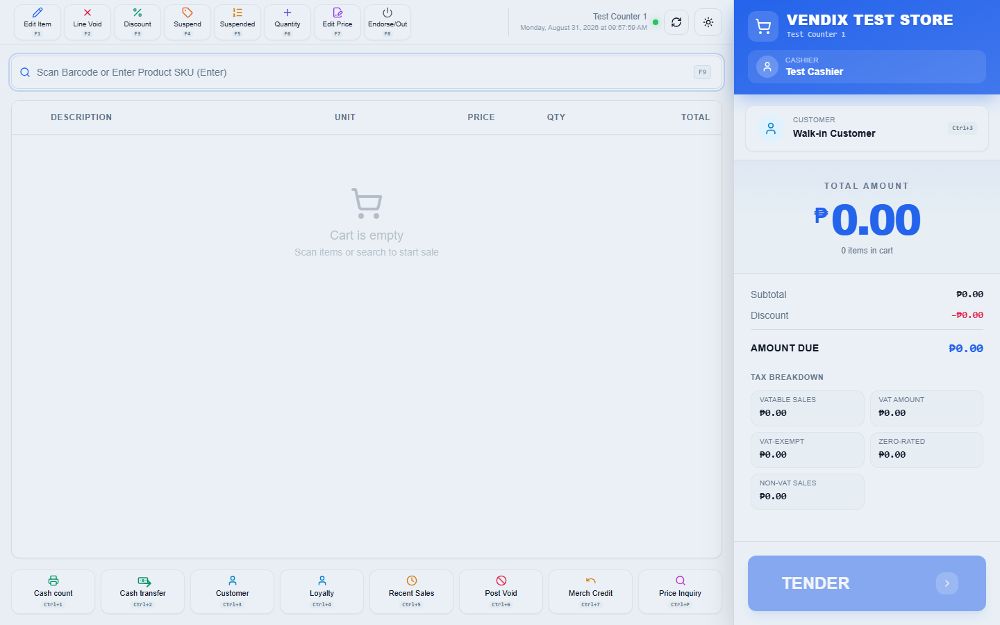 Edit Item
F1
Line Void
F2
Discount
F3
Suspend
F4
Suspended
F5
Quantity
F6
Edit Price
F7
Endorse/Out
F8
Test Counter 1
Monday, August 31, 2026 at 09:57:59 AM
Scan Barcode or Enter Product SKU (Enter)
F9
DESCRIPTION UNIT PRICE QTY TOTAL
Cart is empty
Scan items or search to start sale
Cash count
Ctrl+1
Cash transfer
Ctrl+2
Customer
Ctrl+3
Loyalty
Ctrl+4
Recent Sales
Ctrl+5
Post Void
Ctrl+6
Merch Credit
Ctrl+7
Price Inquiry
Ctrl+P
VENDIX TEST STORE
Test Counter 1
CASHIER
Test Cashier
CUSTOMER
Walk-in Customer
Ctrl+3
TOTAL AMOUNT
₱0.00
0 items in cart
Subtotal ₱0.00
Discount -₱0.00
AMOUNT DUE ₱0.00
TAX BREAKDOWN
VATABLE SALES
₱0.00
VAT AMOUNT
₱0.00
VAT-EXEMPT
₱0.00
ZERO-RATED
₱0.00
NON-VAT SALES
₱0.00
TENDER